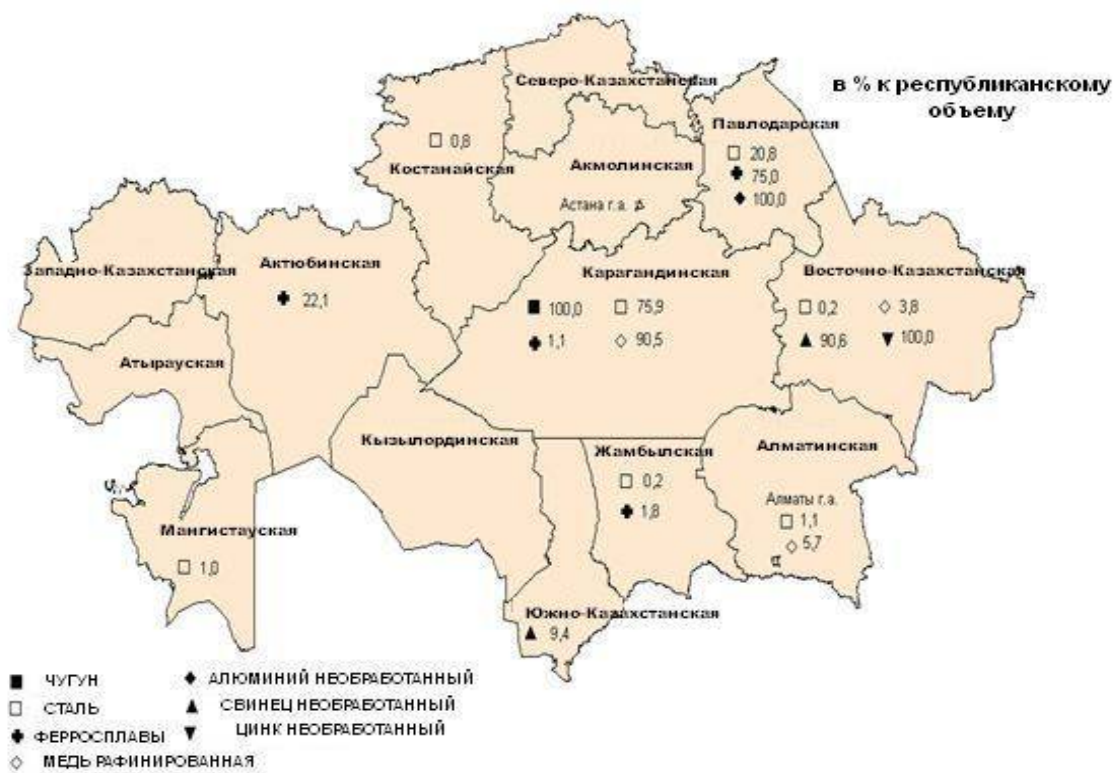 в % к республиканскому
объему
Северо-Казахстанская
Павлодарская
20,8
75,0
100,0
0,8
Костанайская
Акмолинская
Астана г.а.
Западно-Казахстанская
Актюбинская
22,1
Карагандинская
100,0 75,9
1,1 90,5
Восточно-Казахстанская
0,2 3,8
90,6 100,0
Атырауская
Кызылординская
Жамбылская
0,2
1,8
Алматинская
Алматы г.а.
1,1
5,7
Мангистауская
1,0
Южно-Казахстанская
9,4
ЧУГУН
СТАЛЬ
ФЕРРОСПЛАВЫ
МЕДЬ РАФИНИРОВАННАЯ
АЛЮМИНИЙ НЕОБРАБОТАННЫЙ
СВИНЕЦ НЕОБРАБОТАННЫЙ
ЦИНК НЕОБРАБОТАННЫЙ